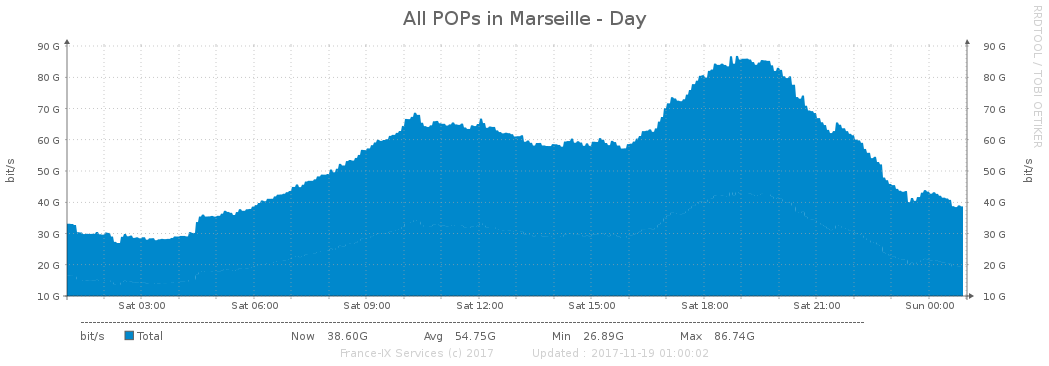 All POPs in Marseille - Day
RRDTOOL / TOBI OETIKER
bit/s
90 G
80 G
70 G
60 G
50 G
40 G
30 G
20 G
10 G
90 G
80 G
70 G
60 G
50 G
40 G
30 G
20 G
10 G
bit/s
Sat 03:00 Sat 06:00 Sat 09:00 Sat 12:00 Sat 15:00 Sat 18:00 Sat 21:00 Sun 00:00
bit/s Total Now 38.60G Avg 54.75G Min 26.89G Max 86.74G
France-IX Services (c) 2017 Updated : 2017-11-19 01:00:02